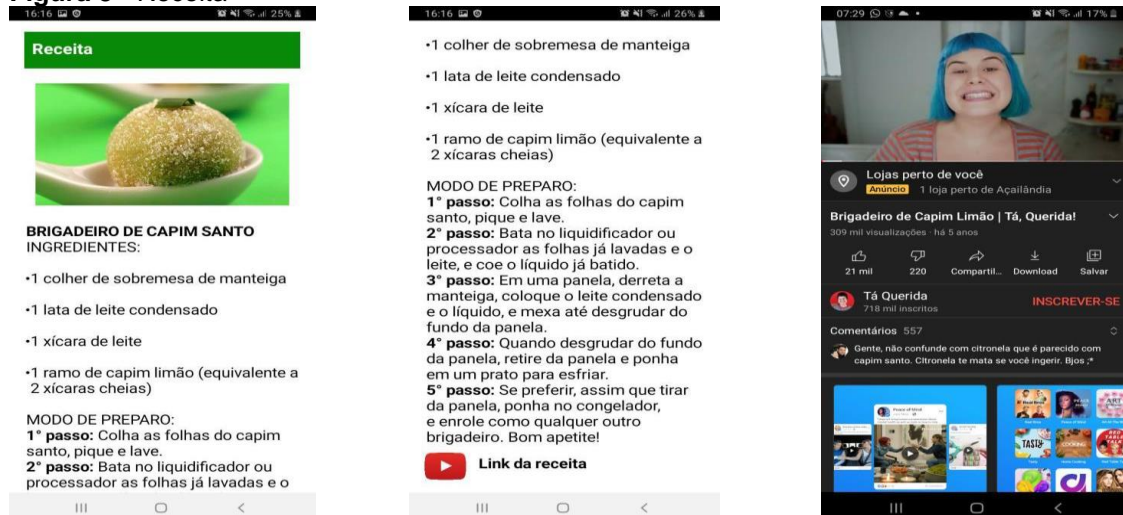 Figura 3 - Receita
16:16
25%
Receita
BRIGADEIRO DE CAPIM SANTO
INGREDIENTES:
•1 colher de sobremesa de manteiga
•1 lata de leite condensado
•1 xícara de leite
•1 ramo de capim limão (equivalente a
2 xícaras cheias)
MODO DE PREPARO:
1° passo: Colha as folhas do capim
santo, pique e lave.
2° passo: Bata no liquidificador ou
processador as folhas já lavadas e o
16:16
26%
•1 colher de sobremesa de manteiga
•1 lata de leite condensado
•1 xícara de leite
•1 ramo de capim limão (equivalente a
2 xícaras cheias)
MODO DE PREPARO:
1° passo: Colha as folhas do capim
santo, pique e lave.
2° passo: Bata no liquidificador ou
processador as folhas já lavadas e o
leite, e coe o líquido já batido.
3° passo: Em uma panela, derreta a
manteiga, coloque o leite condensado
e o líquido, e mexa até desgrudar do
fundo da panela.
4° passo: Quando desgrudar do fundo
da panela, retire da panela e ponha
em um prato para esfriar.
5° passo: Se preferir, assim que tirar
da panela, ponha no congelador,
e enrole como qualquer outro
brigadeiro. Bom apetite!
Link da receita
07:29
17%
Lojas perto de você
Anúncio 1 loja perto de Açailândia
Brigadeiro de Capim Limão | Tá, Querida!
309 mil visualizações · há 5 anos
21 mil
220
Compartil...
Download
Salvar
Tá Querida
718 mil inscritos
INSCREVER-SE
Comentários 557
Gente, não confunde com citronela que é parecido com
capim santo. CItronela te mata se você ingerir. Bjos ;*
TASTY
COOKING